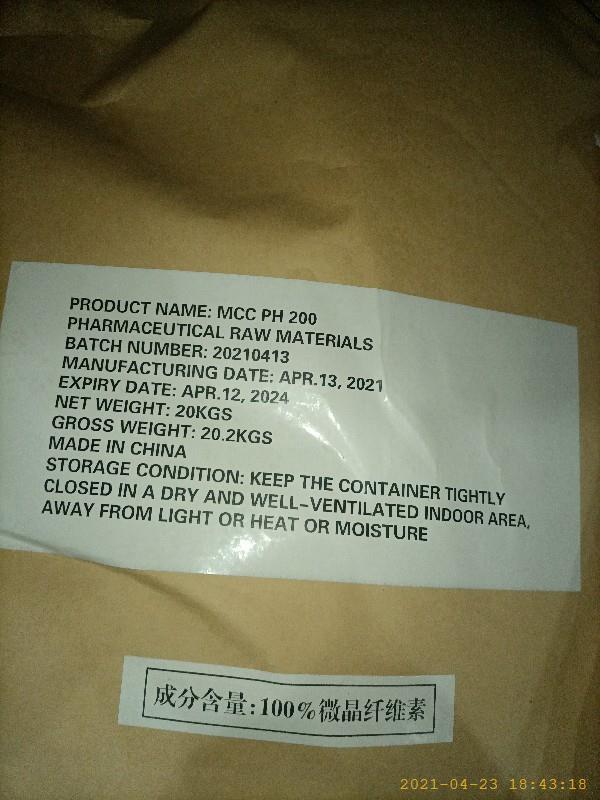 PRODUCT NAME: MCC PH 200
PHARMACEUTICAL RAW MATERIALS
BATCH NUMBER: 20210413
MANUFACTURING DATE: APR.13, 2021
EXPIRY DATE: APR.12, 2024
NET WEIGHT: 20KGS
GROSS WEIGHT: 20.2KGS
MADE IN CHINA
STORAGE CONDITION: KEEP THE CONTAINER TIGHTLY
CLOSED IN A DRY AND WELL-VENTILATED INDOOR AREA,
AWAY FROM LIGHT OR HEAT OR MOISTURE
成分含量:100%微晶纤维素
2021-04-23 18:43:18